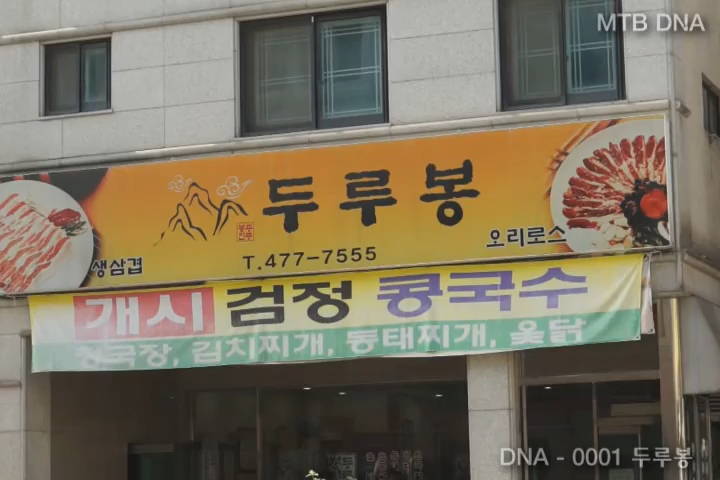 MTB DNA
두루봉
생삼겹
오리로스
T.477-7555
개시 검정 콩국수
청국장, 김치찌개, 동태찌개, 옻닭
DNA - 0001 두루봉